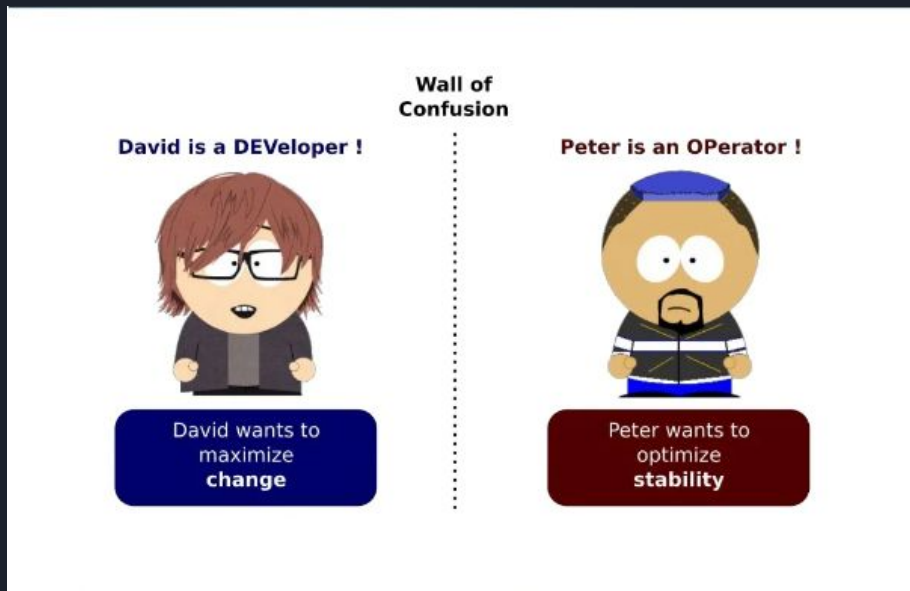 Wall of
Confusion
David is a DEVeloper !
Peter is an OPerator !
David wants to
maximize
change
Peter wants to
optimize
stability